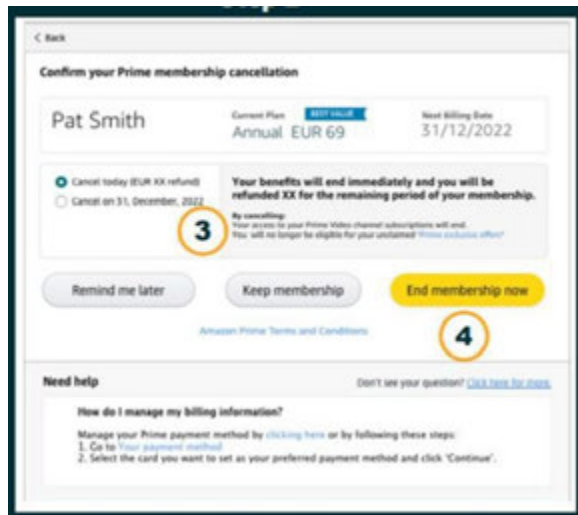 < Back
Confirm your Prime membership cancellation
Pat Smith
Current Plan BEST VALUE
Annual EUR 69
Next Billing Date
31/12/2022
Cancel today (EUR XX refund)
Cancel on 31, December, 2022
3
Your benefits will end immediately and you will be
refunded XX for the remaining
period of your membership.
By cancelling:
Your access to your Prime Video channel subscriptions will end.
You will no longer be eligible for your unclaimed "Prime exclusive offers"
Remind me later
Keep membership
End membership now
4
Amazon Prime Terms and Conditions
Need help
Don't see your question? Click here for more.
How do I manage my billing information?
Manage your Prime payment method by clicking here or by following these steps:
1. Go to Your payment method
2. Select the card you want to set as your preferred payment method and click 'Continue'.